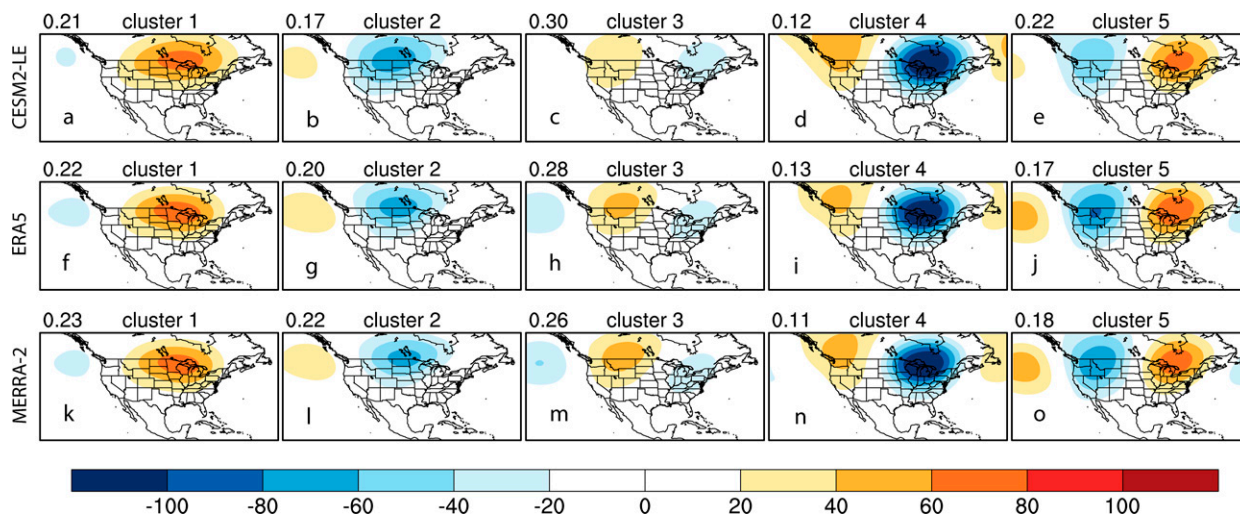 0.21 cluster 1 0.17 cluster 2 0.30 cluster 3 0.12 cluster 4 0.22 cluster 5
CESM2-LE
a b c d e
0.22 cluster 1 0.20 cluster 2 0.28 cluster 3 0.13 cluster 4 0.17 cluster 5
ERA5
f g h i j
0.23 cluster 1 0.22 cluster 2 0.26 cluster 3 0.11 cluster 4 0.18 cluster 5
MERRA-2
k l m n o
-100 -80 -60 -40 -20 0 20 40 60 80 100